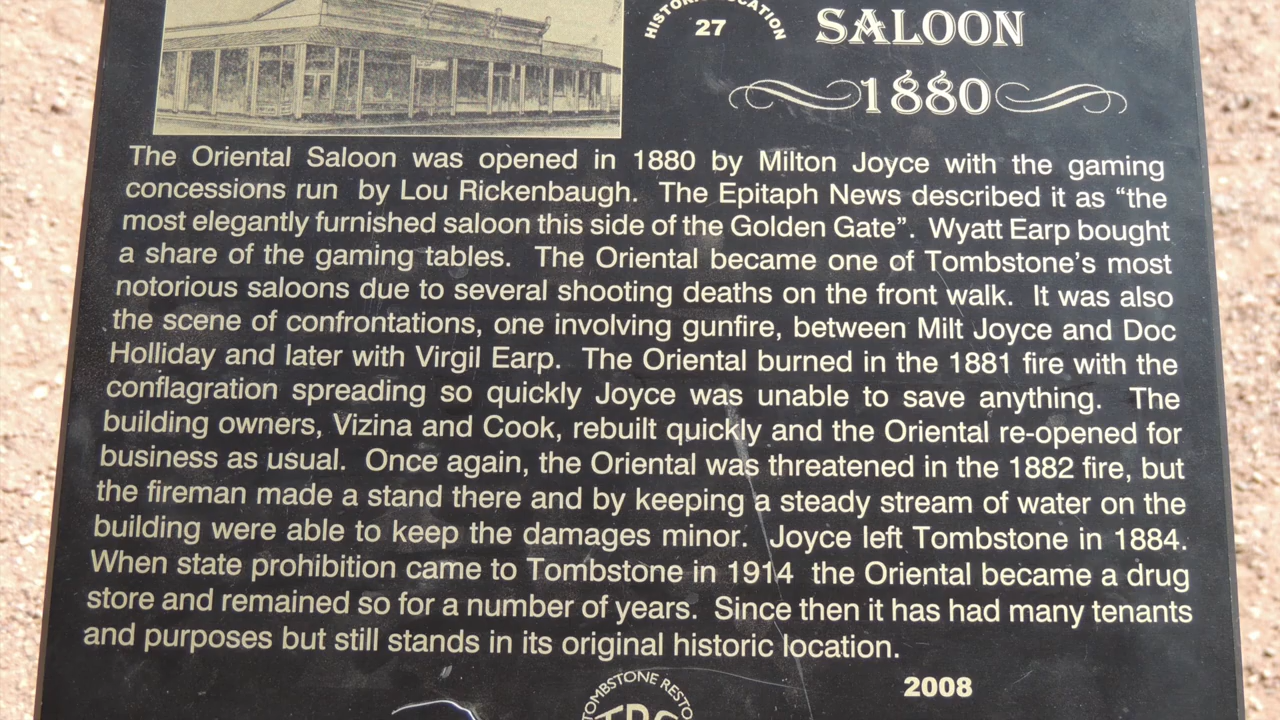 HISTORIC LOCATION
27
SALOON
1880
The Oriental Saloon was opened in 1880 by Milton Joyce with the gaming
concessions run by Lou Rickenbaugh. The Epitaph News described it as “the
most elegantly furnished saloon this side of the Golden Gate”. Wyatt Earp bought
a share of the gaming tables. The Oriental became one of Tombstone’s most
notorious saloons due to several shooting deaths on the front walk. It was also
the scene of confrontations, one involving gunfire, between Milt Joyce and Doc
Holliday and later with Virgil Earp. The Oriental burned in the 1881 fire with the
conflagration spreading so quickly Joyce was unable to save anything. The
building owners, Vizina and Cook, rebuilt quickly and the Oriental re-opened for
business as usual. Once again, the Oriental was threatened in the 1882 fire, but
the fireman made a stand there and by keeping a steady stream of water on the
building were able to keep the damages minor. Joyce left Tombstone in 1884.
When state prohibition came to Tombstone in 1914 the Oriental became a drug
store and remained so for a number of years. Since then it has had many tenants
and purposes but still stands in its original historic location.
2008
TOMBSTONE RESTO